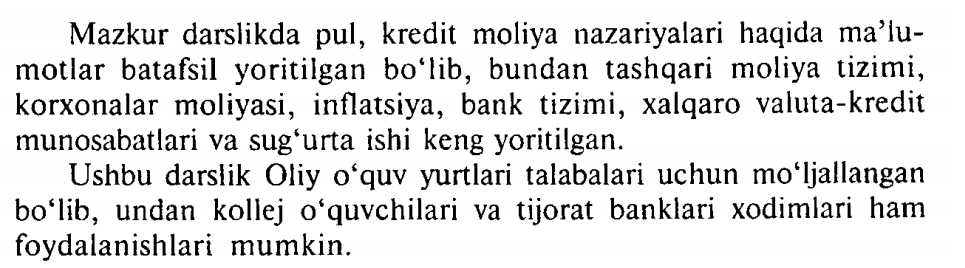 Mazkur darslikda pul, kredit moliya nazariyalari haqida ma’lu-
motlar batafsil yoritilgan bo‘lib, bundan tashqari moliya tizimi,
korxonalar moliyasi, inflatsiya, bank tizimi, xalqaro valuta-kredit
munosabatlari va sug‘urta ishi keng yoritilgan.
Ushbu darslik Oliy o‘quv yurtlari talabalari uchun mo‘ljallangan
bo‘lib, undan kollej o‘quvchilari va tijorat banklari xodimlari ham
foydalanishlari mumkin.